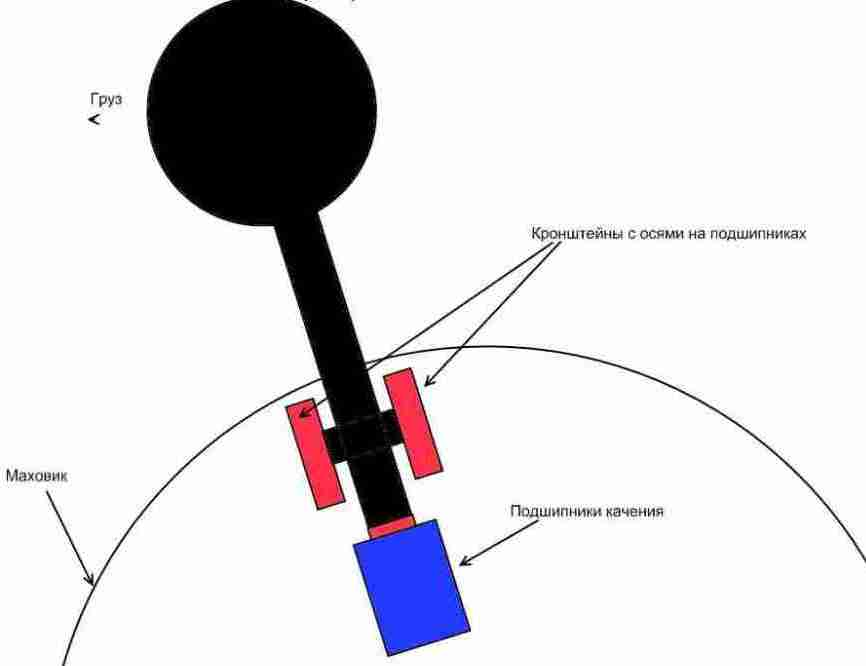 Груз
Кронштейны с осями на подшипниках
Маховик
Подшипники качения